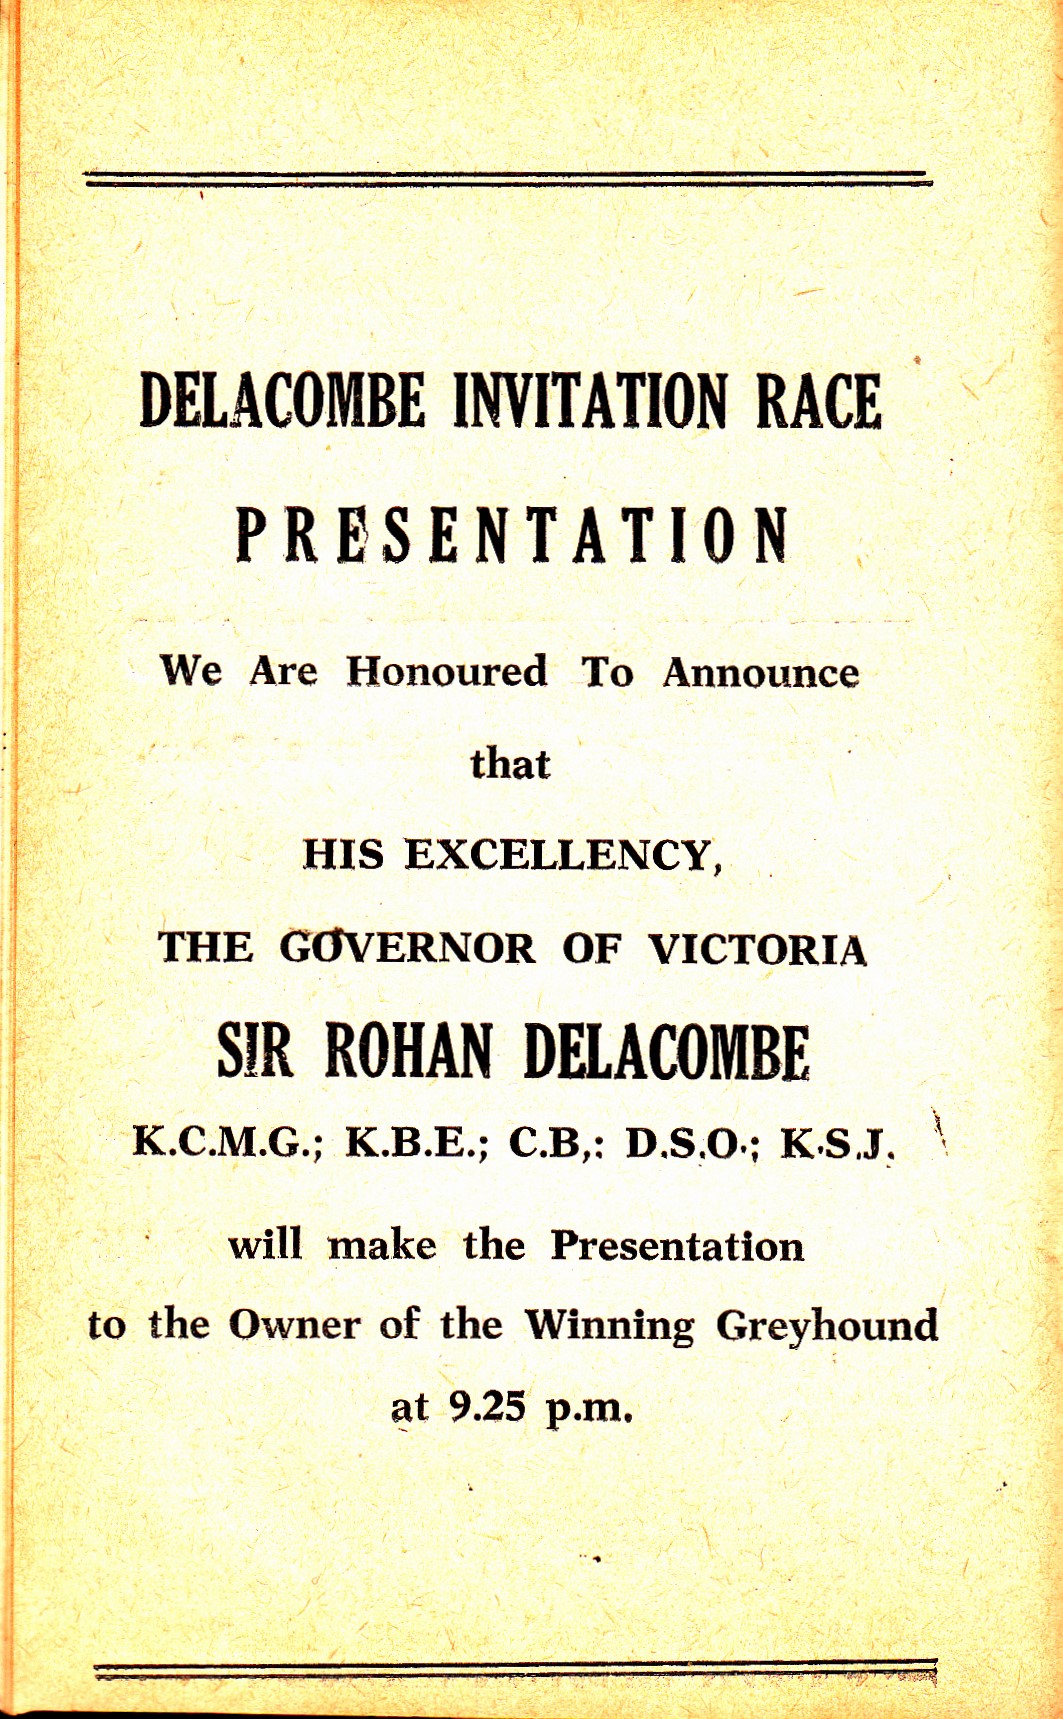 DELACOMBE INVITATION RACE
PRESENTATION
We Are Honoured To Announce
that
HIS EXCELLENCY,
THE GOVERNOR OF VICTORIA
SIR ROHAN DELACOMBE
K.C.M.G.; K.B.E.; C.B,: D.S.O.; K.S.J.
will make the Presentation
to the Owner of the Winning Greyhound
at 9.25 p.m.